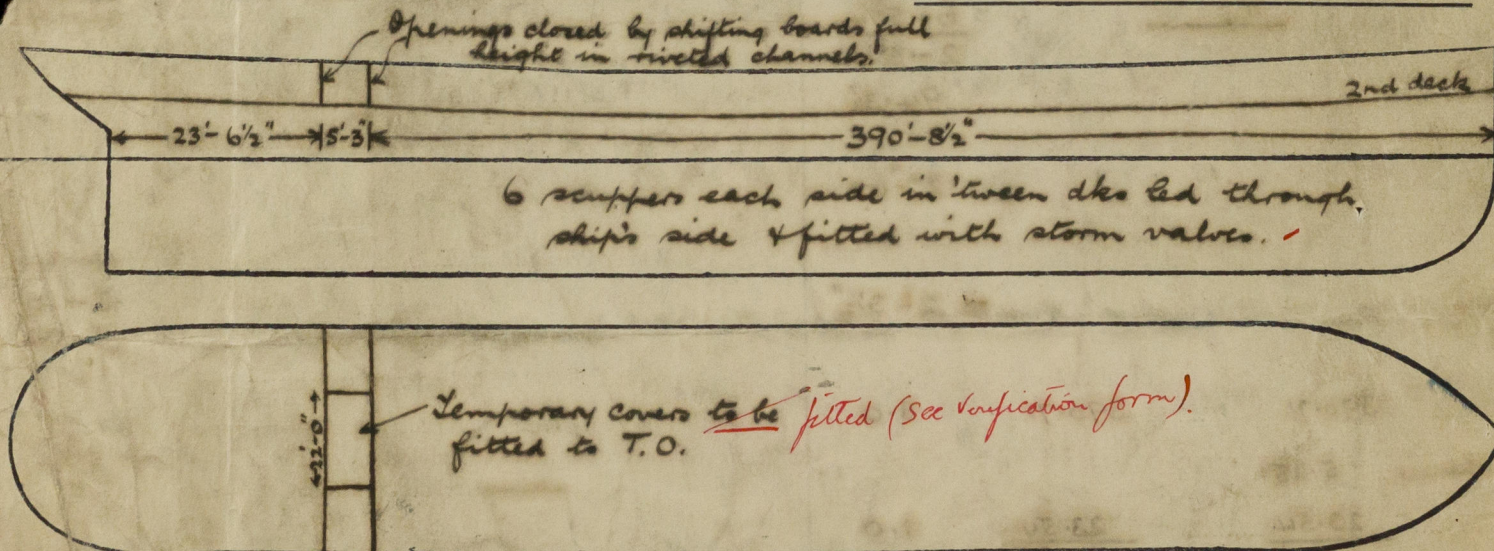 Openings closed by shifting boards full
height in riveted channels.
2nd deck
23'- 6½" 5'-3" 390'-8½"
6 scuppers each side in 'tween dks led through
ship's side & fitted with storm valves.
22'-0"
Temporary covers to be fitted (See Verification form).
fitted to T.O.